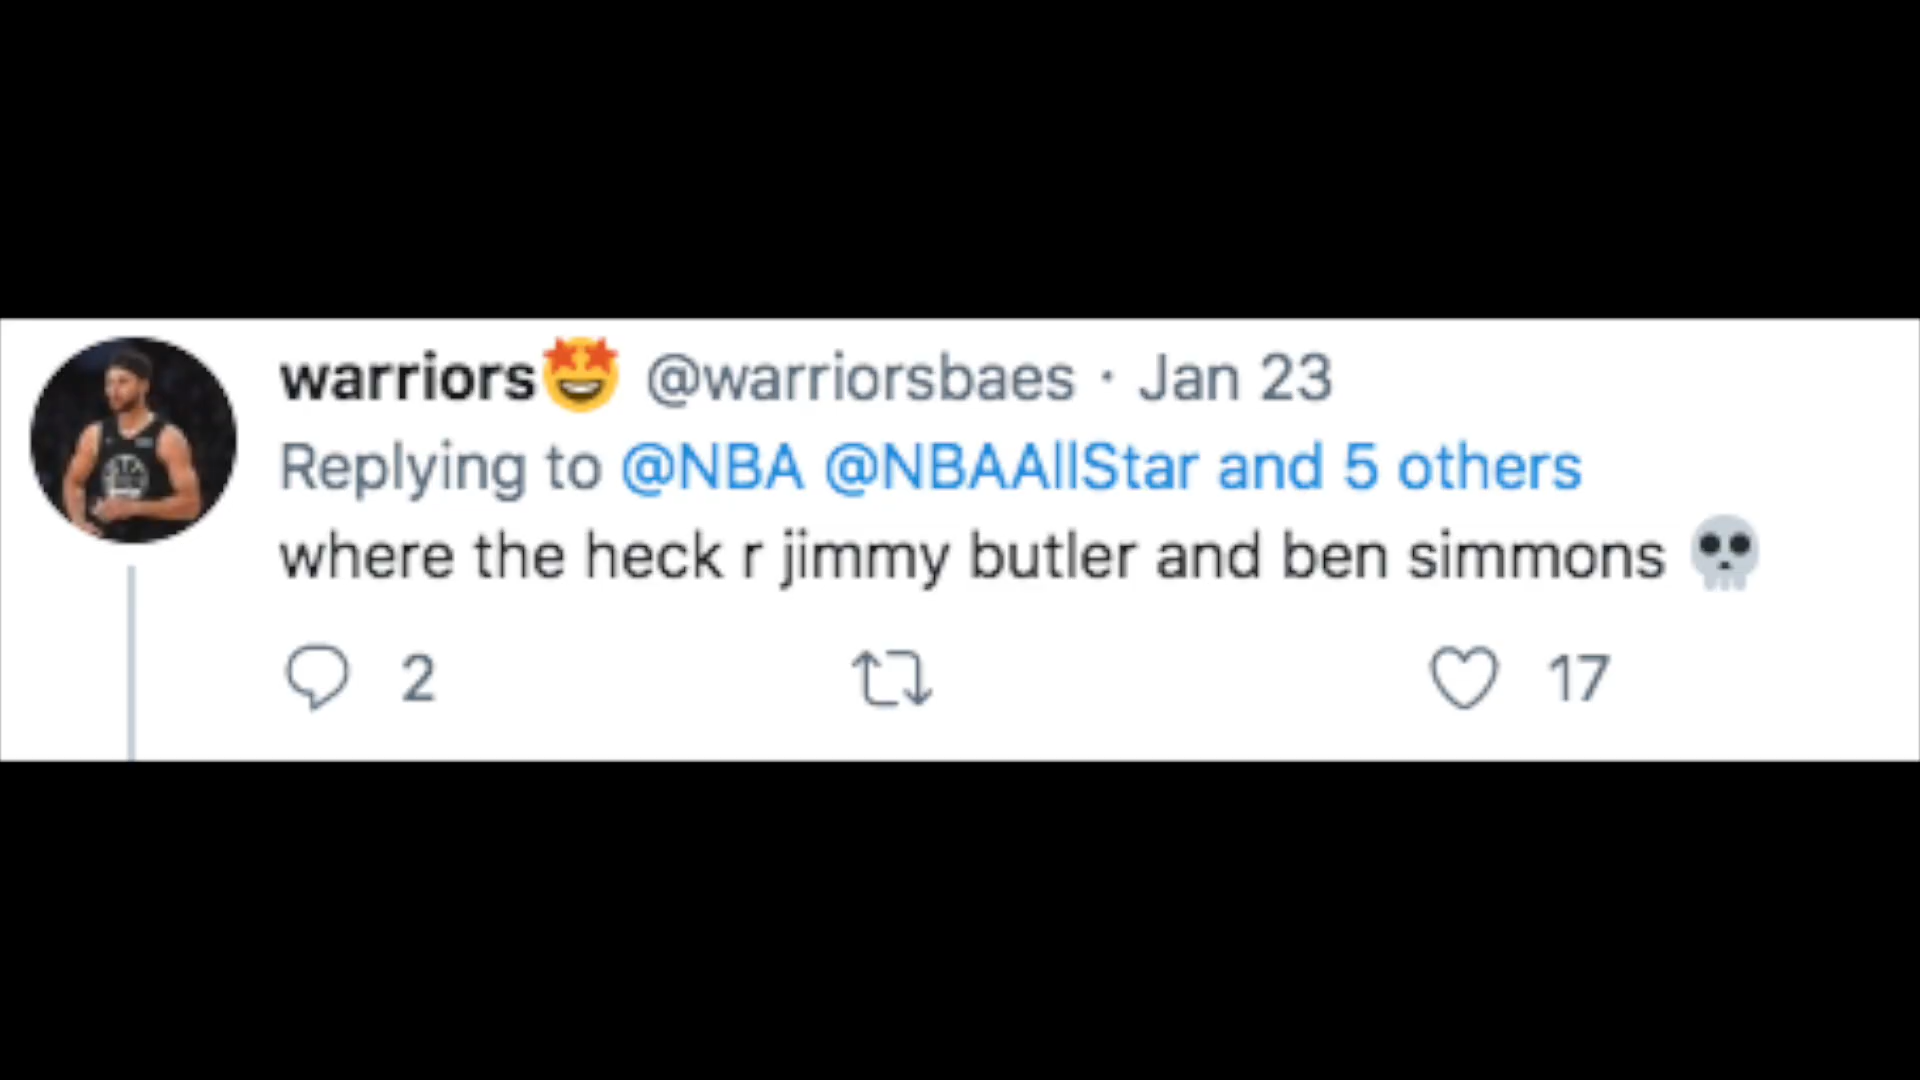 warriors🤩 @warriorsbaes · Jan 23
Replying to @NBA @NBAAllStar and 5 others
where the heck r jimmy butler and ben simmons 💀
2 17